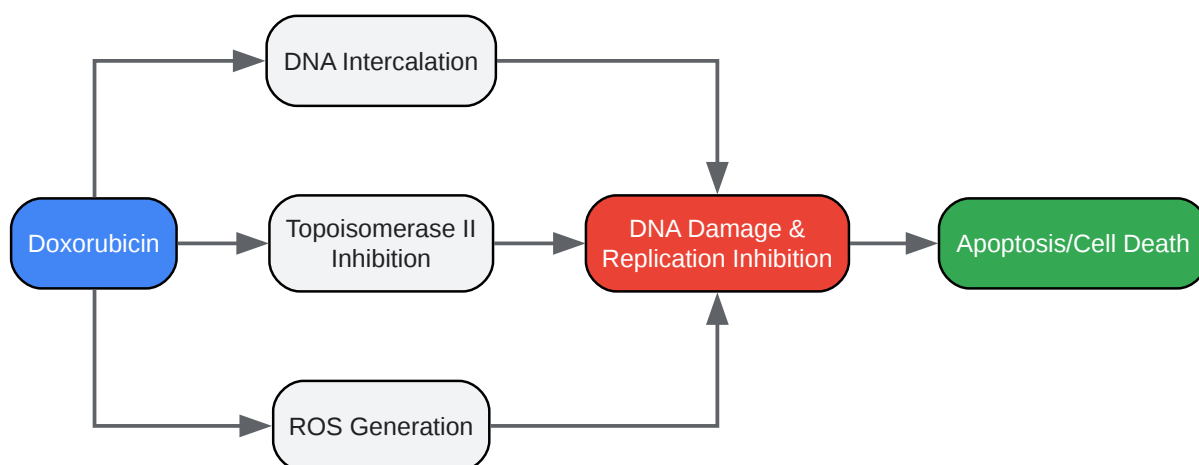 DNA Intercalation
Doxorubicin
Topoisomerase II
Inhibition
DNA Damage &
Replication Inhibition
Apoptosis/Cell Death
ROS Generation